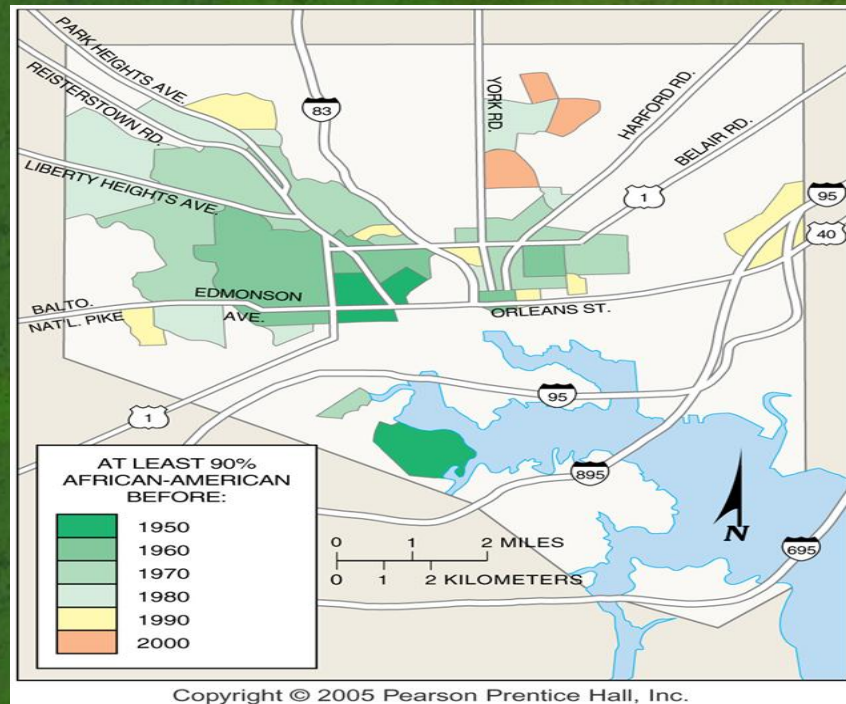 PARK HEIGHTS AVE.
REISTERSTOWN RD.
LIBERTY HEIGHTS AVE.
83
YORK RD.
HARFORD RD.
BELAIR RD.
1
95
40
BALTO.
NAT'L. PIKE
EDMONSON
AVE.
ORLEANS ST.
1
95
895
695
N
AT LEAST 90%
AFRICAN-AMERICAN
BEFORE:
1950
1960
1970
1980
1990
2000
0 1 2 MILES
0 1 2 KILOMETERS
Copyright © 2005 Pearson Prentice Hall, Inc.